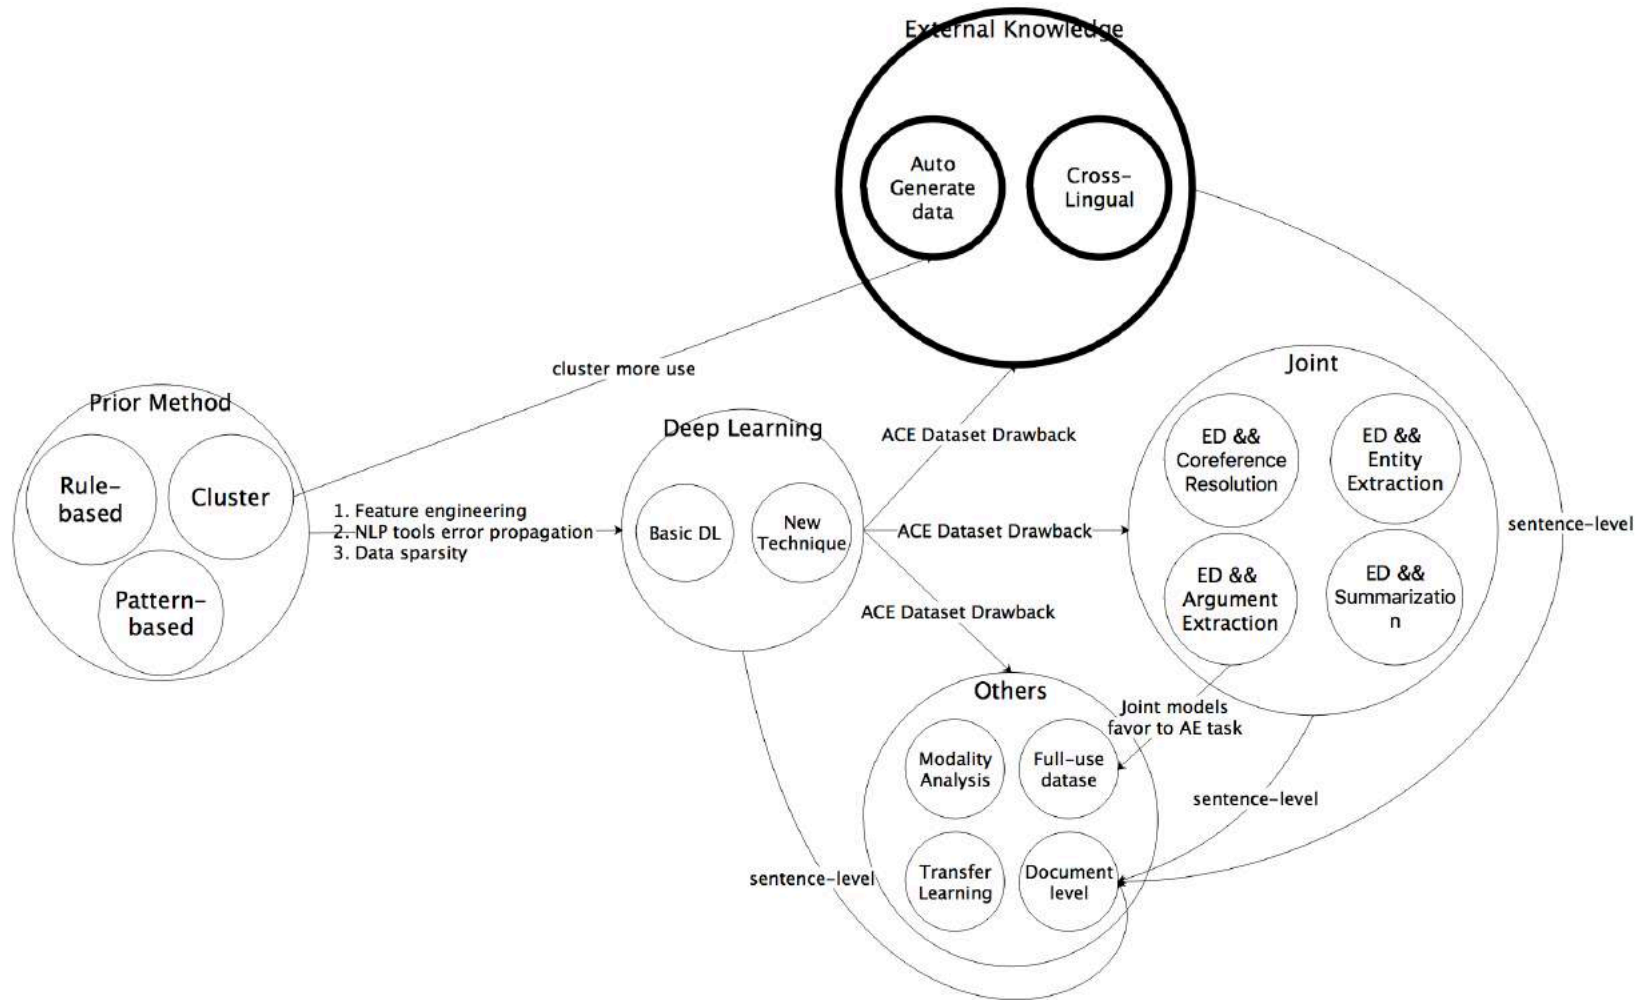 External Knowledge
Auto
Generate
data
Cross-
Lingual
cluster more use
Prior Method
Rule-
based
Cluster
Pattern-
based
1. Feature engineering
2. NLP tools error propagation
3. Data sparsity
Deep Learning
Basic DL
New
Technique
ACE Dataset Drawback
ACE Dataset Drawback
ACE Dataset Drawback
Joint
ED &&
Coreference
Resolution
ED &&
Entity
Extraction
ED &&
Argument
Extraction
ED &&
Summarizatio
n
sentence-level
Others
Joint models
favor to AE task
Modality
Analysis
Full-use
datase
sentence-level
Transfer
Learning
Document
level
sentence-level